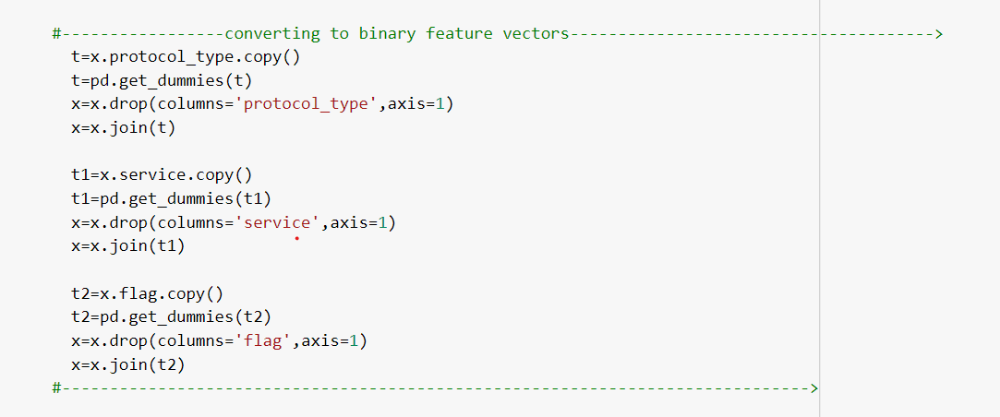 #-----------------converting to binary feature vectors-------------------------------------->
t=x.protocol_type.copy()
t=pd.get_dummies(t)
x=x.drop(columns='protocol_type',axis=1)
x=x.join(t)
t1=x.service.copy()
t1=pd.get_dummies(t1)
x=x.drop(columns='service',axis=1)
x=x.join(t1)
t2=x.flag.copy()
t2=pd.get_dummies(t2)
x=x.drop(columns='flag',axis=1)
x=x.join(t2)
#------------------------------------------------------------------------------>